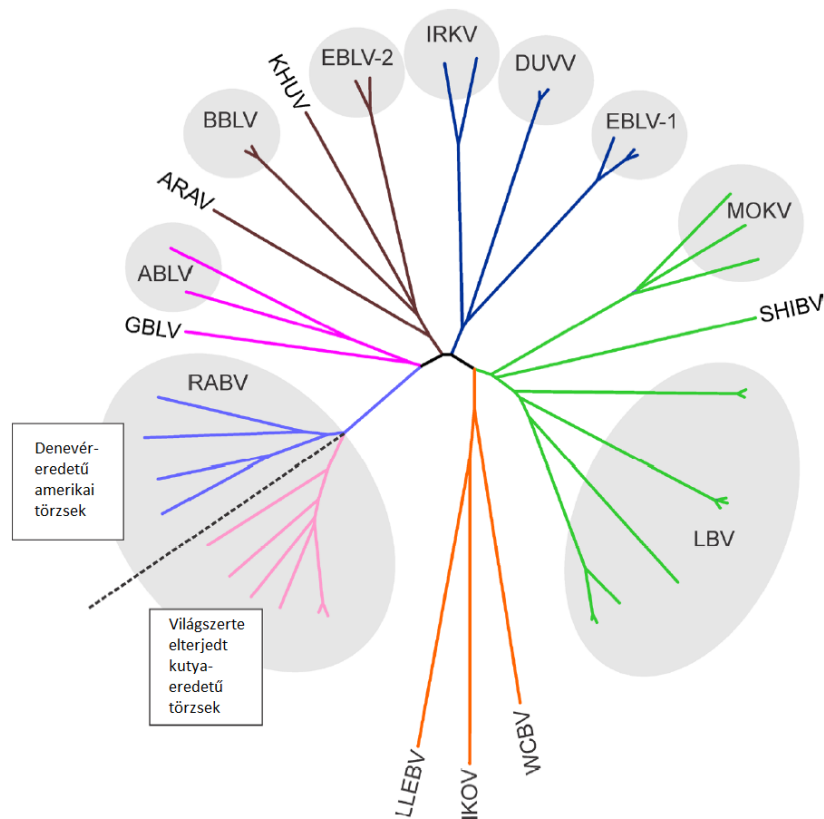 IRKV
EBLV-2
DUVV
KHUV
BBLV
EBLV-1
ARAV
MOKV
ABLV
SHIBV
GBLV
RABV
Denevér-
eredetű
amerikai
törzsek
LBV
Világszerte
elterjedt
kutya-
eredetű
törzsek
WCBV
LLEBV
IKOV